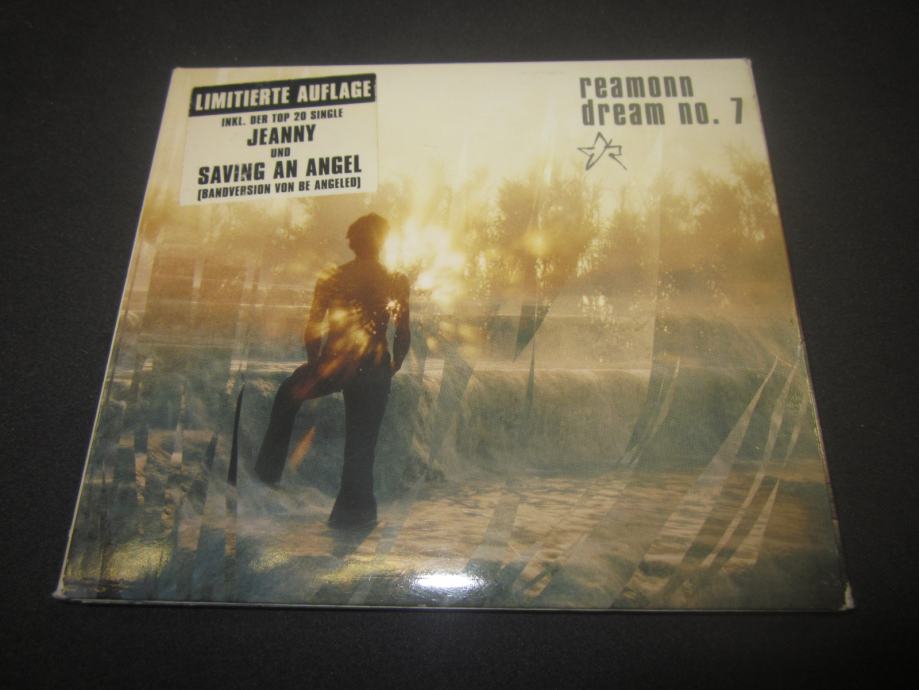 LIMITIERTE AUFLAGE
INKL. DER TOP 20 SINGLE
JEANNY
UND
SAVING AN ANGEL
(BANDVERSION VON BE ANGELED)
reamonn
dream no. 7